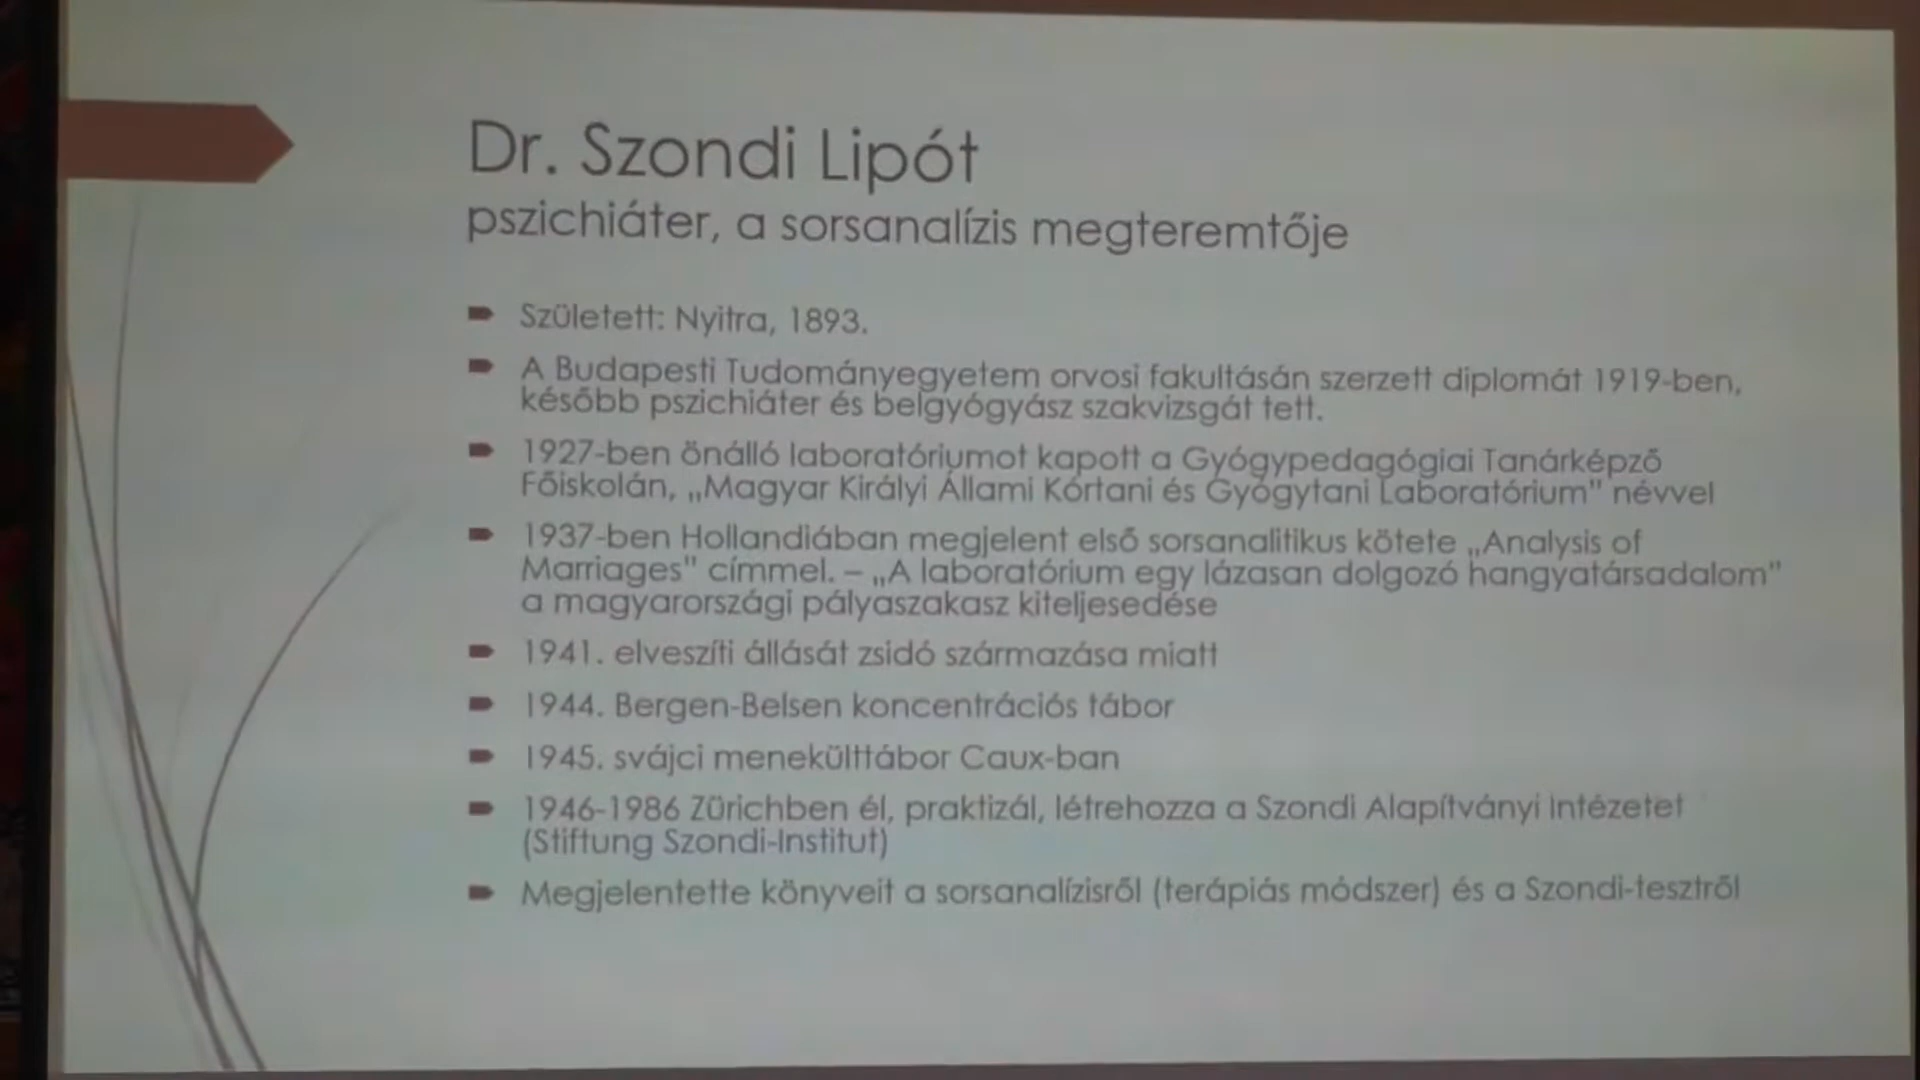 Dr. Szondi Lipót
pszichiáter, a sorsanalízis megteremtője
Született: Nyitra, 1893.
A Budapesti Tudományegyetem orvosi fakultásán szerzett diplomát 1919-ben,
később pszichiáter és belgyógyász szakvizsgát tett.
1927-ben önálló laboratóriumot kapott a Gyógypedagógiai Tanárképző
Főiskolán, „Magyar Királyi Állami Kórtani és Gyógytani Laboratórium" névvel
1937-ben Hollandiában megjelent első sorsanalitikus kötete „Analysis of
Marriages" címmel. – „A laboratórium egy lázasan dolgozó hangyatársadalom"
a magyarországi pályaszakasz kiteljesedése
1941. elveszíti állását zsidó származása miatt
1944. Bergen-Belsen koncentrációs tábor
1945. svájci menekülttábor Caux-ban
1946-1986 Zürichben él, praktizál, létrehozza a Szondi Alapítványi Intézetet
(Stiftung Szondi-Institut)
Megjelentette könyveit a sorsanalízisről (terápiás módszer) és a Szondi-tesztről